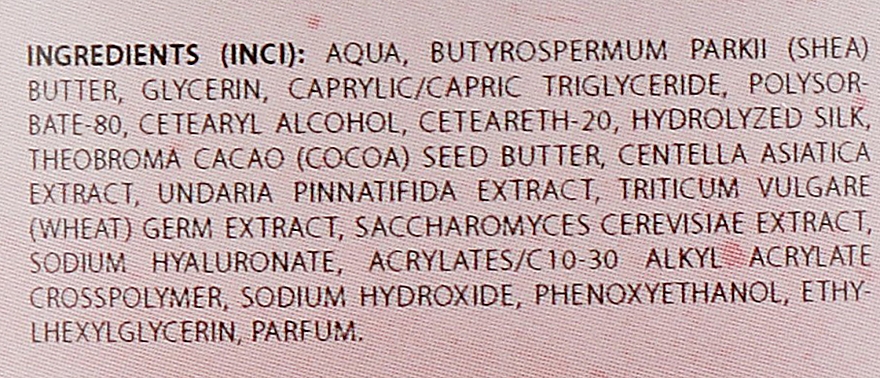 INGREDIENTS (INCI): AQUA, BUTYROSPERMUM PARKII (SHEA)
BUTTER, GLYCERIN, CAPRYLIC/CAPRIC TRIGLYCERIDE, POLYSOR-
BATE-80, CETEARYL ALCOHOL, CETEARETH-20, HYDROLYZED SILK,
THEOBROMA CACAO (COCOA) SEED BUTTER, CENTELLA ASIATICA
EXTRACT, UNDARIA PINNATIFIDA EXTRACT, TRITICUM VULGARE
(WHEAT) GERM EXTRACT, SACCHAROMYCES CEREVISIAE EXTRACT,
SODIUM HYALURONATE, ACRYLATES/C10-30 ALKYL ACRYLATE
CROSSPOLYMER, SODIUM HYDROXIDE, PHENOXYETHANOL, ETHY-
LHEXYLGLYCERIN, PARFUM.